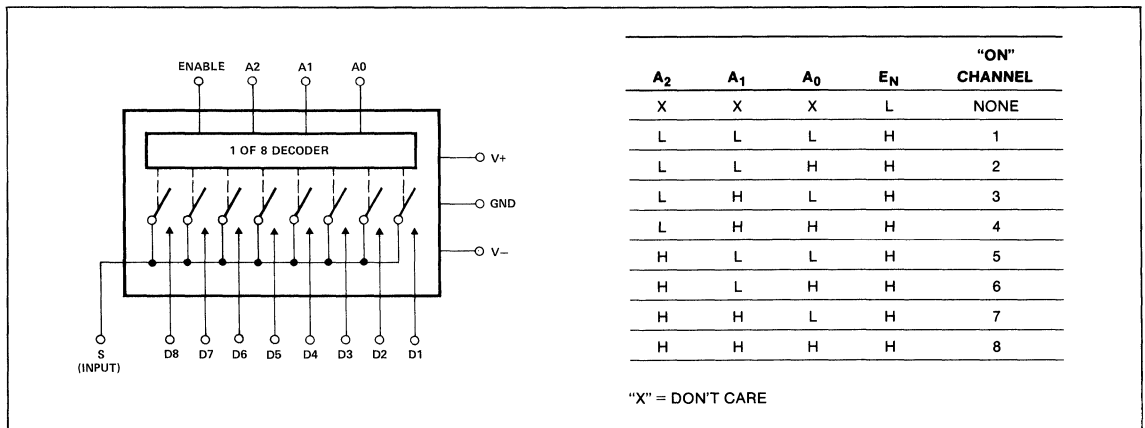 ENABLE A2 A1 A0
1 OF 8 DECODER
V+
GND
V−
S
(INPUT)
D8 D7 D6 D5 D4 D3 D2 D1
A2 A1 A0 EN "ON" CHANNEL
X X X L NONE
L L L H 1
L L H H 2
L H L H 3
L H H H 4
H L L H 5
H L H H 6
H H L H 7
H H H H 8
"X" = DON'T CARE